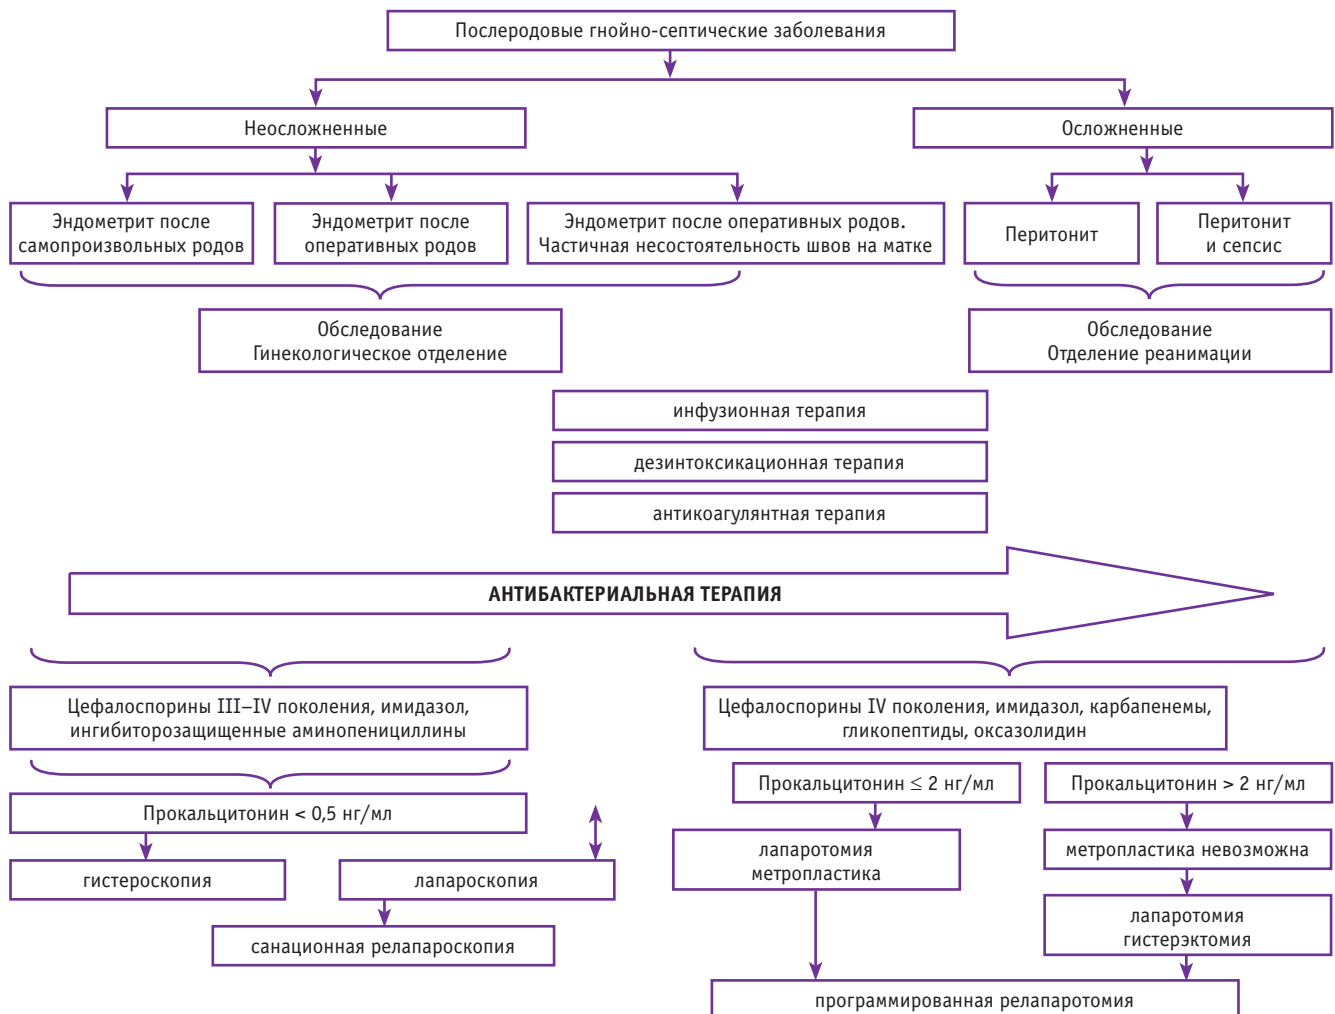 Послеродовые гнойно-септические заболевания
Неосложненные
Осложненные
Эндометрит после
самопроизвольных родов
Эндометрит после
оперативных родов
Эндометрит после оперативных родов.
Частичная несостоятельность швов на матке
Перитонит
Перитонит
и сепсис
Обследование
Гинекологическое отделение
Обследование
Отделение реанимации
инфузионная терапия
дезинтоксикационная терапия
антикоагулянтная терапия
АНТИБАКТЕРИАЛЬНАЯ ТЕРАПИЯ
Цефалоспорины III–IV поколения, имидазол,
ингибиторозащищенные аминопенициллины
Цефалоспорины IV поколения, имидазол, карбапенемы,
гликопептиды, оксазолидин
Прокальцитонин < 0,5 нг/мл
Прокальцитонин ≤ 2 нг/мл
Прокальцитонин > 2 нг/мл
гистероскопия
лапароскопия
санационная релапароскопия
лапаротомия
метропластика
метропластика невозможна
лапаротомия
гистерэктомия
программированная релапаротомия